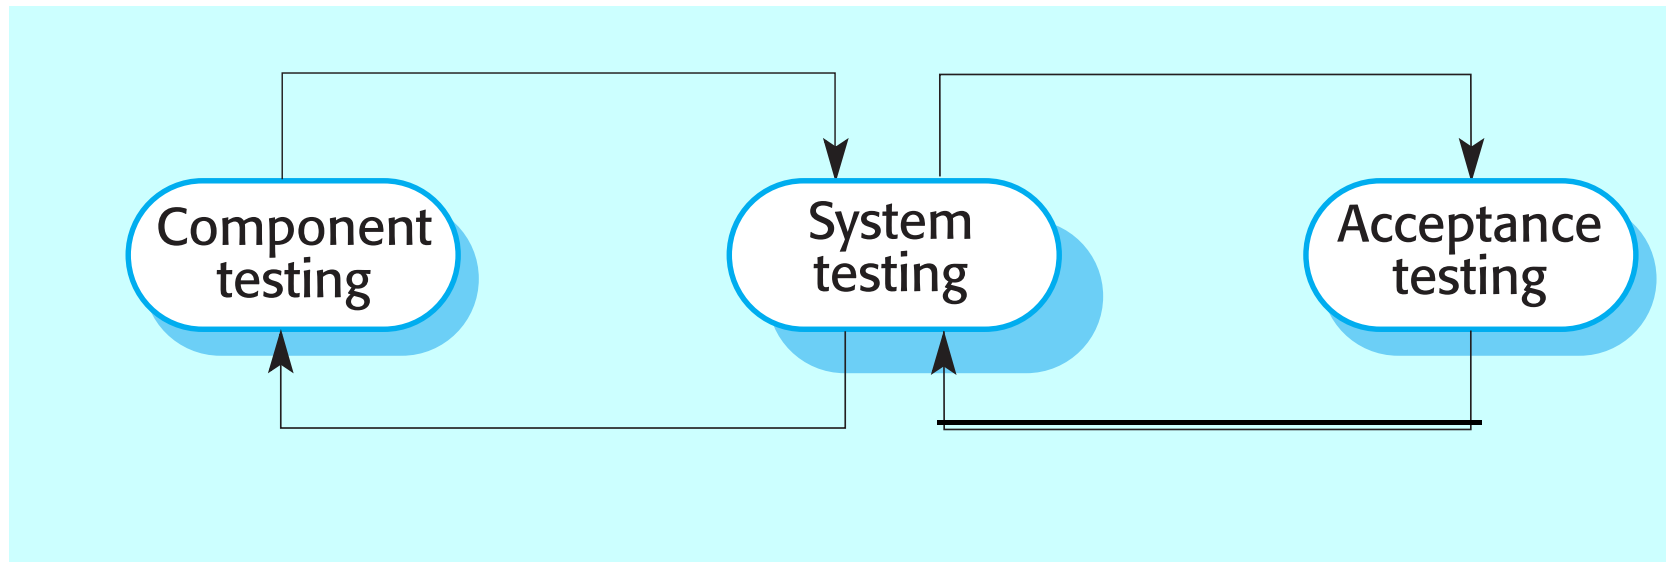 Component
testing
System
testing
Acceptance
testing